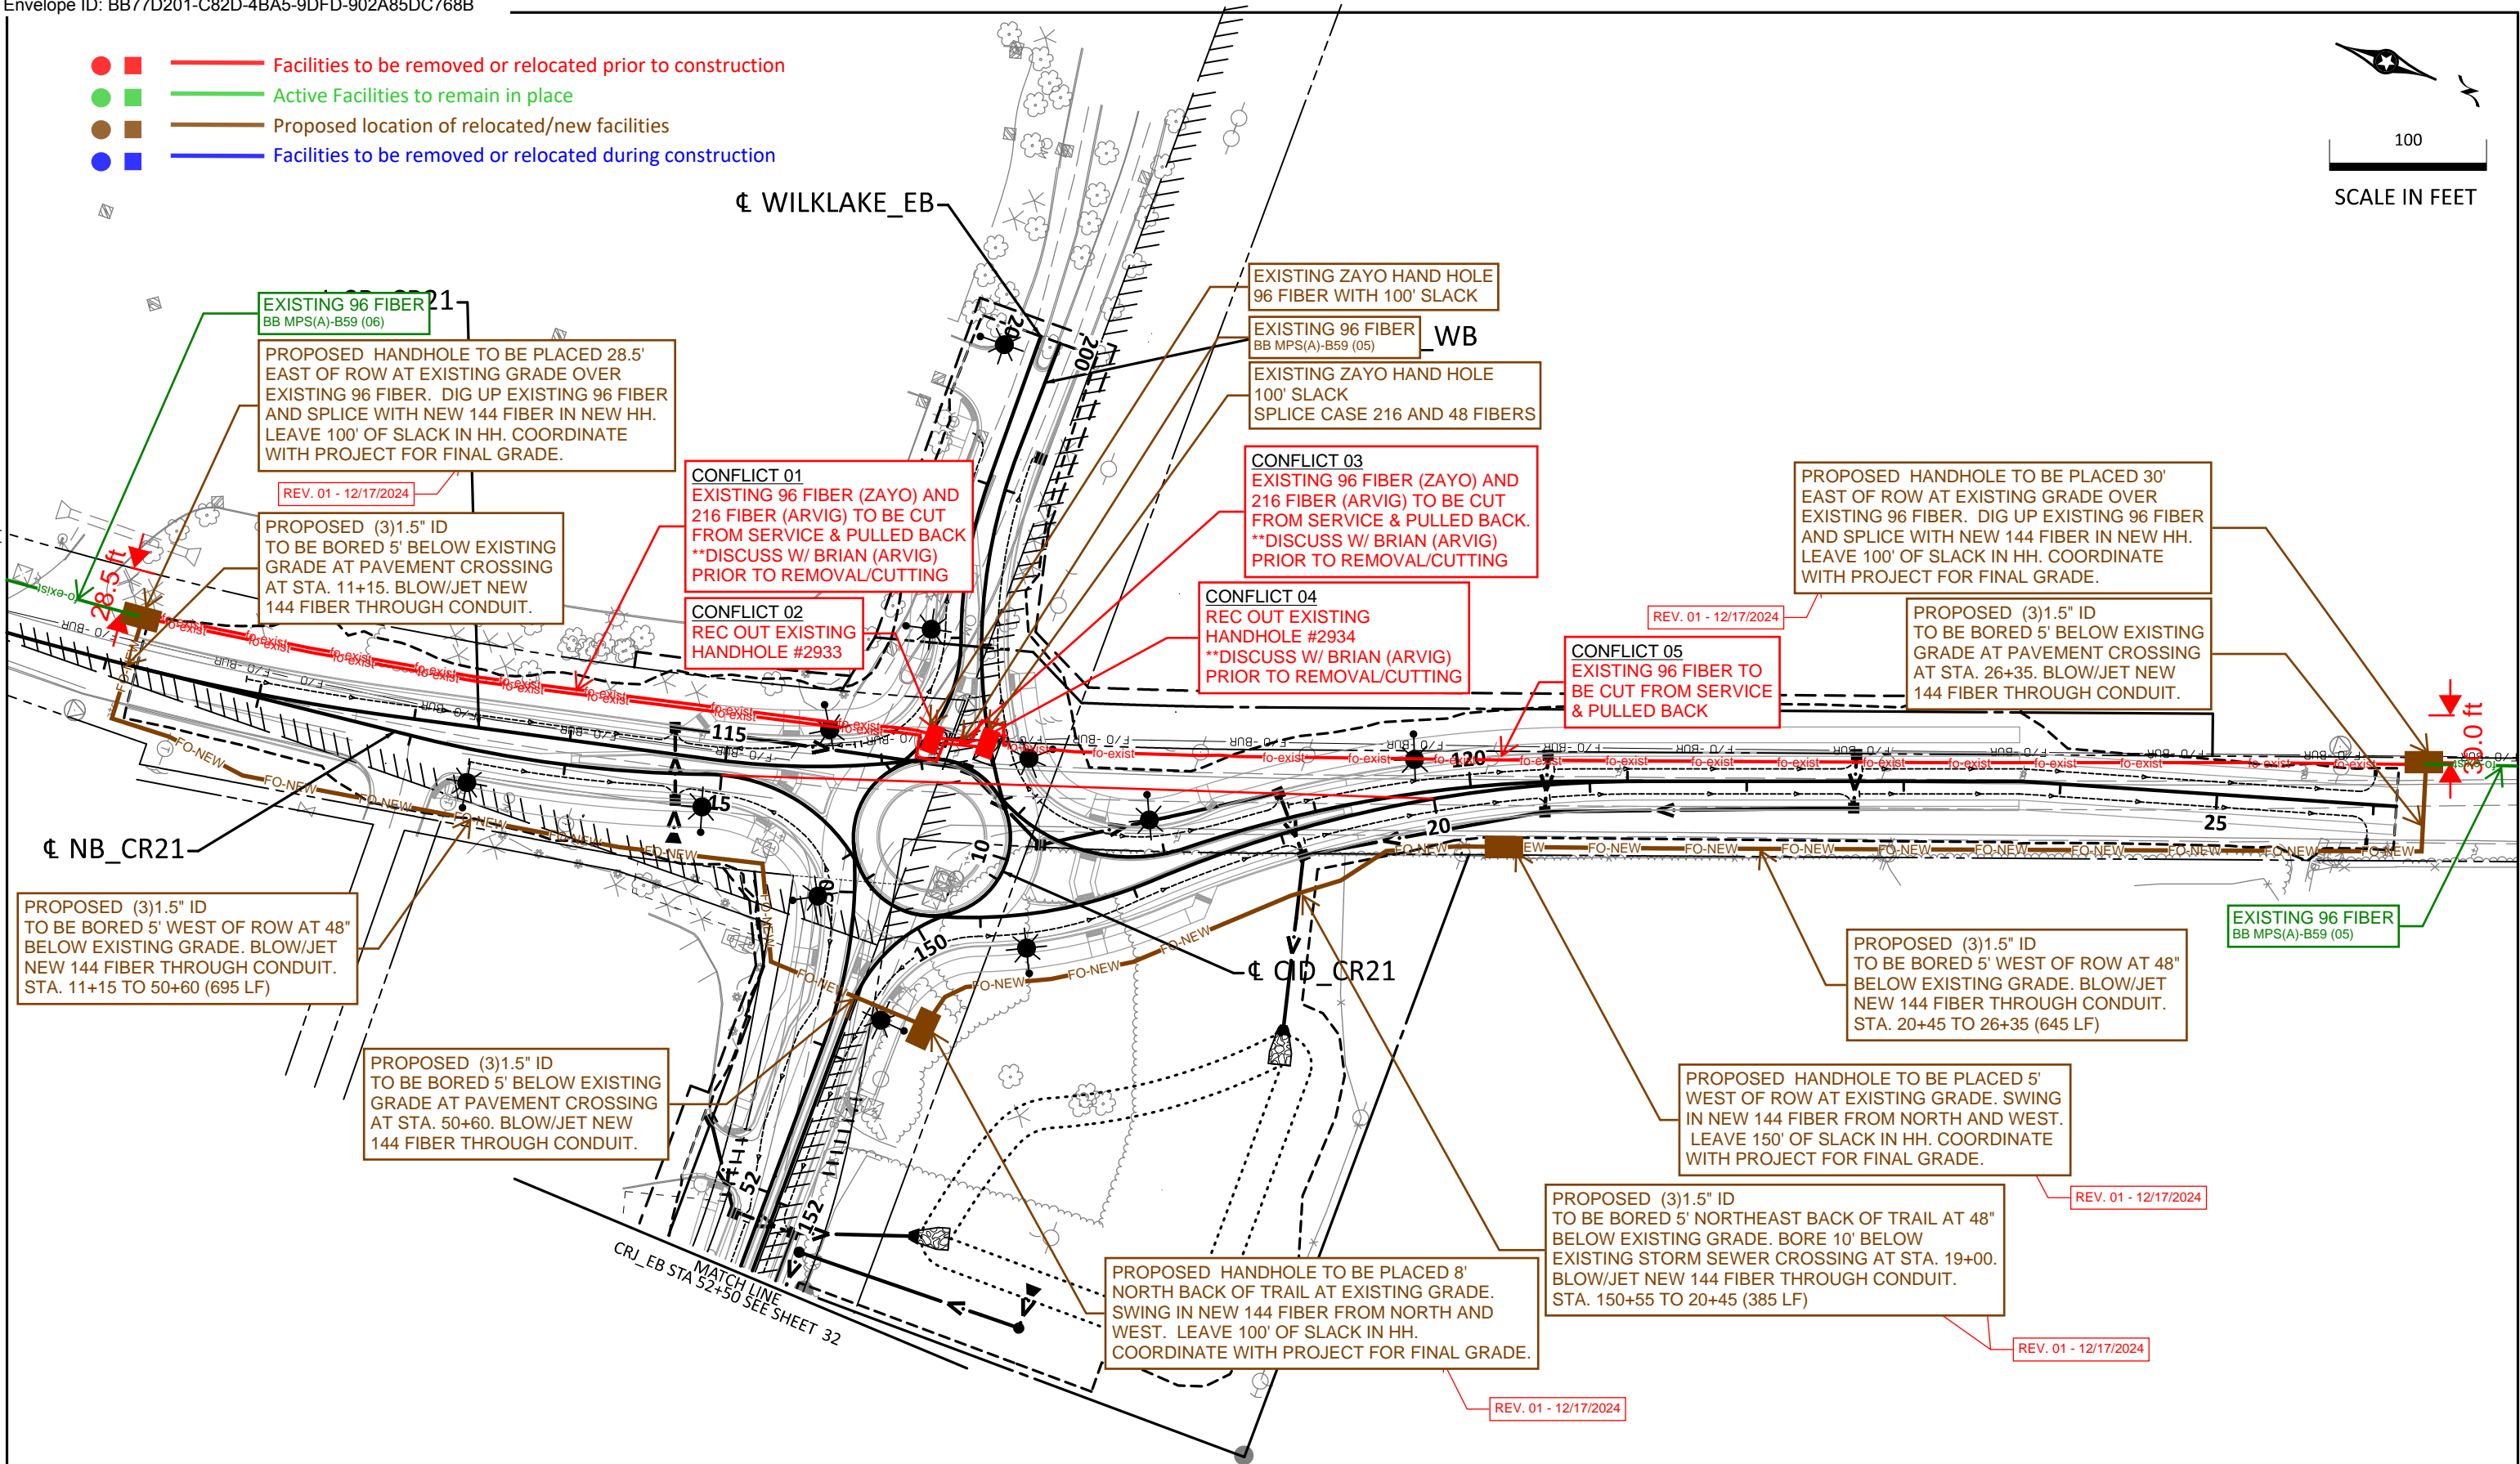 Envelope ID: BB77D201-C82D-4BA5-9DFD-902A85DC768B
Facilities to be removed or relocated prior to construction
Active Facilities to remain in place
Proposed location of relocated/new facilities
Facilities to be removed or relocated during construction
100
SCALE IN FEET
℄ WILKLAKE_EB
21
EXISTING 96 FIBER
BB MPS(A)-B59 (06)
PROPOSED HANDHOLE TO BE PLACED 28.5'
EAST OF ROW AT EXISTING GRADE OVER
EXISTING 96 FIBER. DIG UP EXISTING 96 FIBER
AND SPLICE WITH NEW 144 FIBER IN NEW HH.
LEAVE 100' OF SLACK IN HH. COORDINATE
WITH PROJECT FOR FINAL GRADE.
REV. 01 - 12/17/2024
PROPOSED (3)1.5" ID
TO BE BORED 5' BELOW EXISTING
GRADE AT PAVEMENT CROSSING
AT STA. 11+15. BLOW/JET NEW
144 FIBER THROUGH CONDUIT.
28.5 ft
EXISTING ZAYO HAND HOLE
96 FIBER WITH 100' SLACK
EXISTING 96 FIBER
BB MPS(A)-B59 (05)
_WB
EXISTING ZAYO HAND HOLE
100' SLACK
SPLICE CASE 216 AND 48 FIBERS
200
200
CONFLICT 01
EXISTING 96 FIBER (ZAYO) AND
216 FIBER (ARVIG) TO BE CUT
FROM SERVICE & PULLED BACK
**DISCUSS W/ BRIAN (ARVIG)
PRIOR TO REMOVAL/CUTTING
CONFLICT 02
REC OUT EXISTING
HANDHOLE #2933
CONFLICT 03
EXISTING 96 FIBER (ZAYO) AND
216 FIBER (ARVIG) TO BE CUT
FROM SERVICE & PULLED BACK.
**DISCUSS W/ BRIAN (ARVIG)
PRIOR TO REMOVAL/CUTTING
CONFLICT 04
REC OUT EXISTING
HANDHOLE #2934
**DISCUSS W/ BRIAN (ARVIG)
PRIOR TO REMOVAL/CUTTING
CONFLICT 05
EXISTING 96 FIBER TO
BE CUT FROM SERVICE
& PULLED BACK
PROPOSED HANDHOLE TO BE PLACED 30'
EAST OF ROW AT EXISTING GRADE OVER
EXISTING 96 FIBER. DIG UP EXISTING 96 FIBER
AND SPLICE WITH NEW 144 FIBER IN NEW HH.
LEAVE 100' OF SLACK IN HH. COORDINATE
WITH PROJECT FOR FINAL GRADE.
REV. 01 - 12/17/2024
PROPOSED (3)1.5" ID
TO BE BORED 5' BELOW EXISTING
GRADE AT PAVEMENT CROSSING
AT STA. 26+35. BLOW/JET NEW
144 FIBER THROUGH CONDUIT.
30.0 ft
115
120
15
10
20
25
50
150
52
152
fo-exist
FO-NEW
F/O -BUR
℄ NB_CR21
℄ CID_CR21
PROPOSED (3)1.5" ID
TO BE BORED 5' WEST OF ROW AT 48"
BELOW EXISTING GRADE. BLOW/JET
NEW 144 FIBER THROUGH CONDUIT.
STA. 11+15 TO 50+60 (695 LF)
EXISTING 96 FIBER
BB MPS(A)-B59 (05)
PROPOSED (3)1.5" ID
TO BE BORED 5' WEST OF ROW AT 48"
BELOW EXISTING GRADE. BLOW/JET
NEW 144 FIBER THROUGH CONDUIT.
STA. 20+45 TO 26+35 (645 LF)
PROPOSED (3)1.5" ID
TO BE BORED 5' BELOW EXISTING
GRADE AT PAVEMENT CROSSING
AT STA. 50+60. BLOW/JET NEW
144 FIBER THROUGH CONDUIT.
PROPOSED HANDHOLE TO BE PLACED 5'
WEST OF ROW AT EXISTING GRADE. SWING
IN NEW 144 FIBER FROM NORTH AND WEST.
LEAVE 150' OF SLACK IN HH. COORDINATE
WITH PROJECT FOR FINAL GRADE.
REV. 01 - 12/17/2024
PROPOSED (3)1.5" ID
TO BE BORED 5' NORTHEAST BACK OF TRAIL AT 48"
BELOW EXISTING GRADE. BORE 10' BELOW
EXISTING STORM SEWER CROSSING AT STA. 19+00.
BLOW/JET NEW 144 FIBER THROUGH CONDUIT.
STA. 150+55 TO 20+45 (385 LF)
REV. 01 - 12/17/2024
PROPOSED HANDHOLE TO BE PLACED 8'
NORTH BACK OF TRAIL AT EXISTING GRADE.
SWING IN NEW 144 FIBER FROM NORTH AND
WEST. LEAVE 100' OF SLACK IN HH.
COORDINATE WITH PROJECT FOR FINAL GRADE.
REV. 01 - 12/17/2024
MATCH LINE
CRJ_EB STA 52+50 SEE SHEET 32